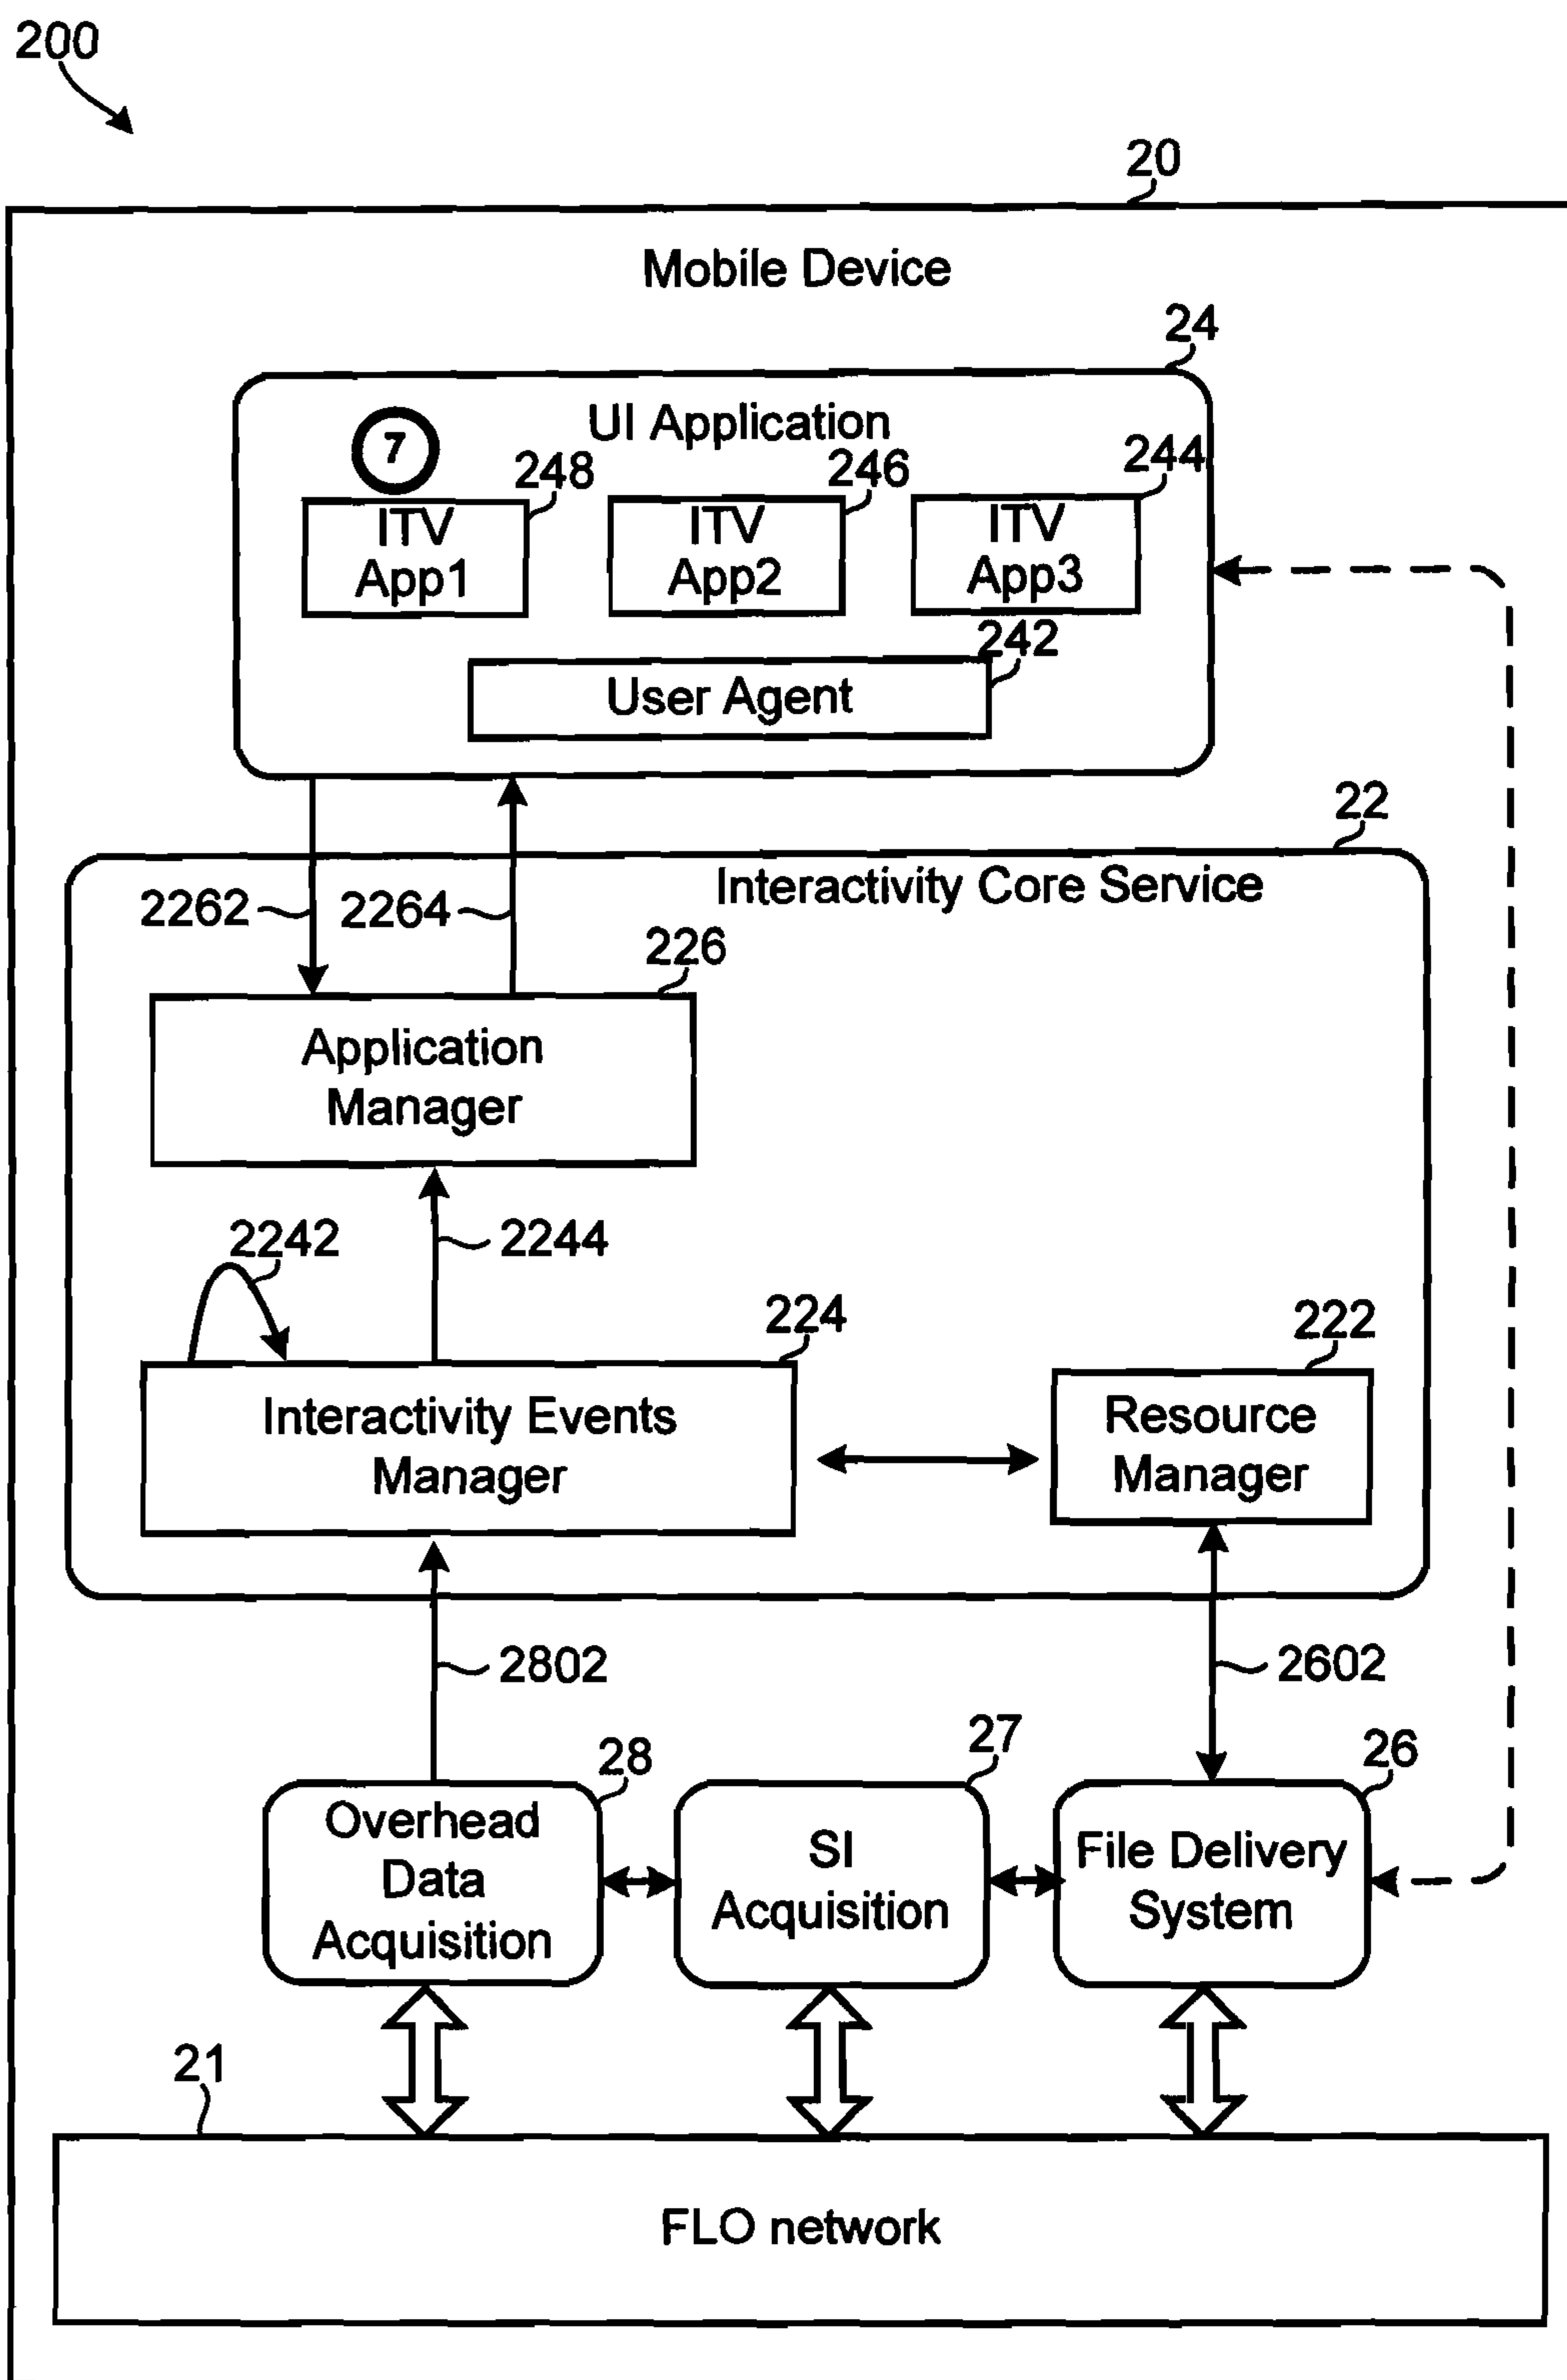 200
20
Mobile Device
24
UI Application
7
248
246
244
ITV
App1
ITV
App2
ITV
App3
242
User Agent
22
Interactivity Core Service
2262
2264
226
Application
Manager
2242
2244
224
222
Interactivity Events
Manager
Resource
Manager
2802
2602
28
27
26
Overhead
Data
Acquisition
SI
Acquisition
File Delivery
System
21
FLO network